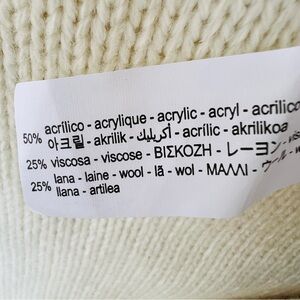 50% acrílico - acrylique - acrylic - acryl - acrilico
아크릴 - akrilik - أكريليك - acrílic - akrilikoa
25% viscosa - viscose - ΒΙΣΚΟΖΗ - レーヨン
25% lana - laine - wool - lã - wol - ΜΑΛΛΙ - ウール
llana - artilea